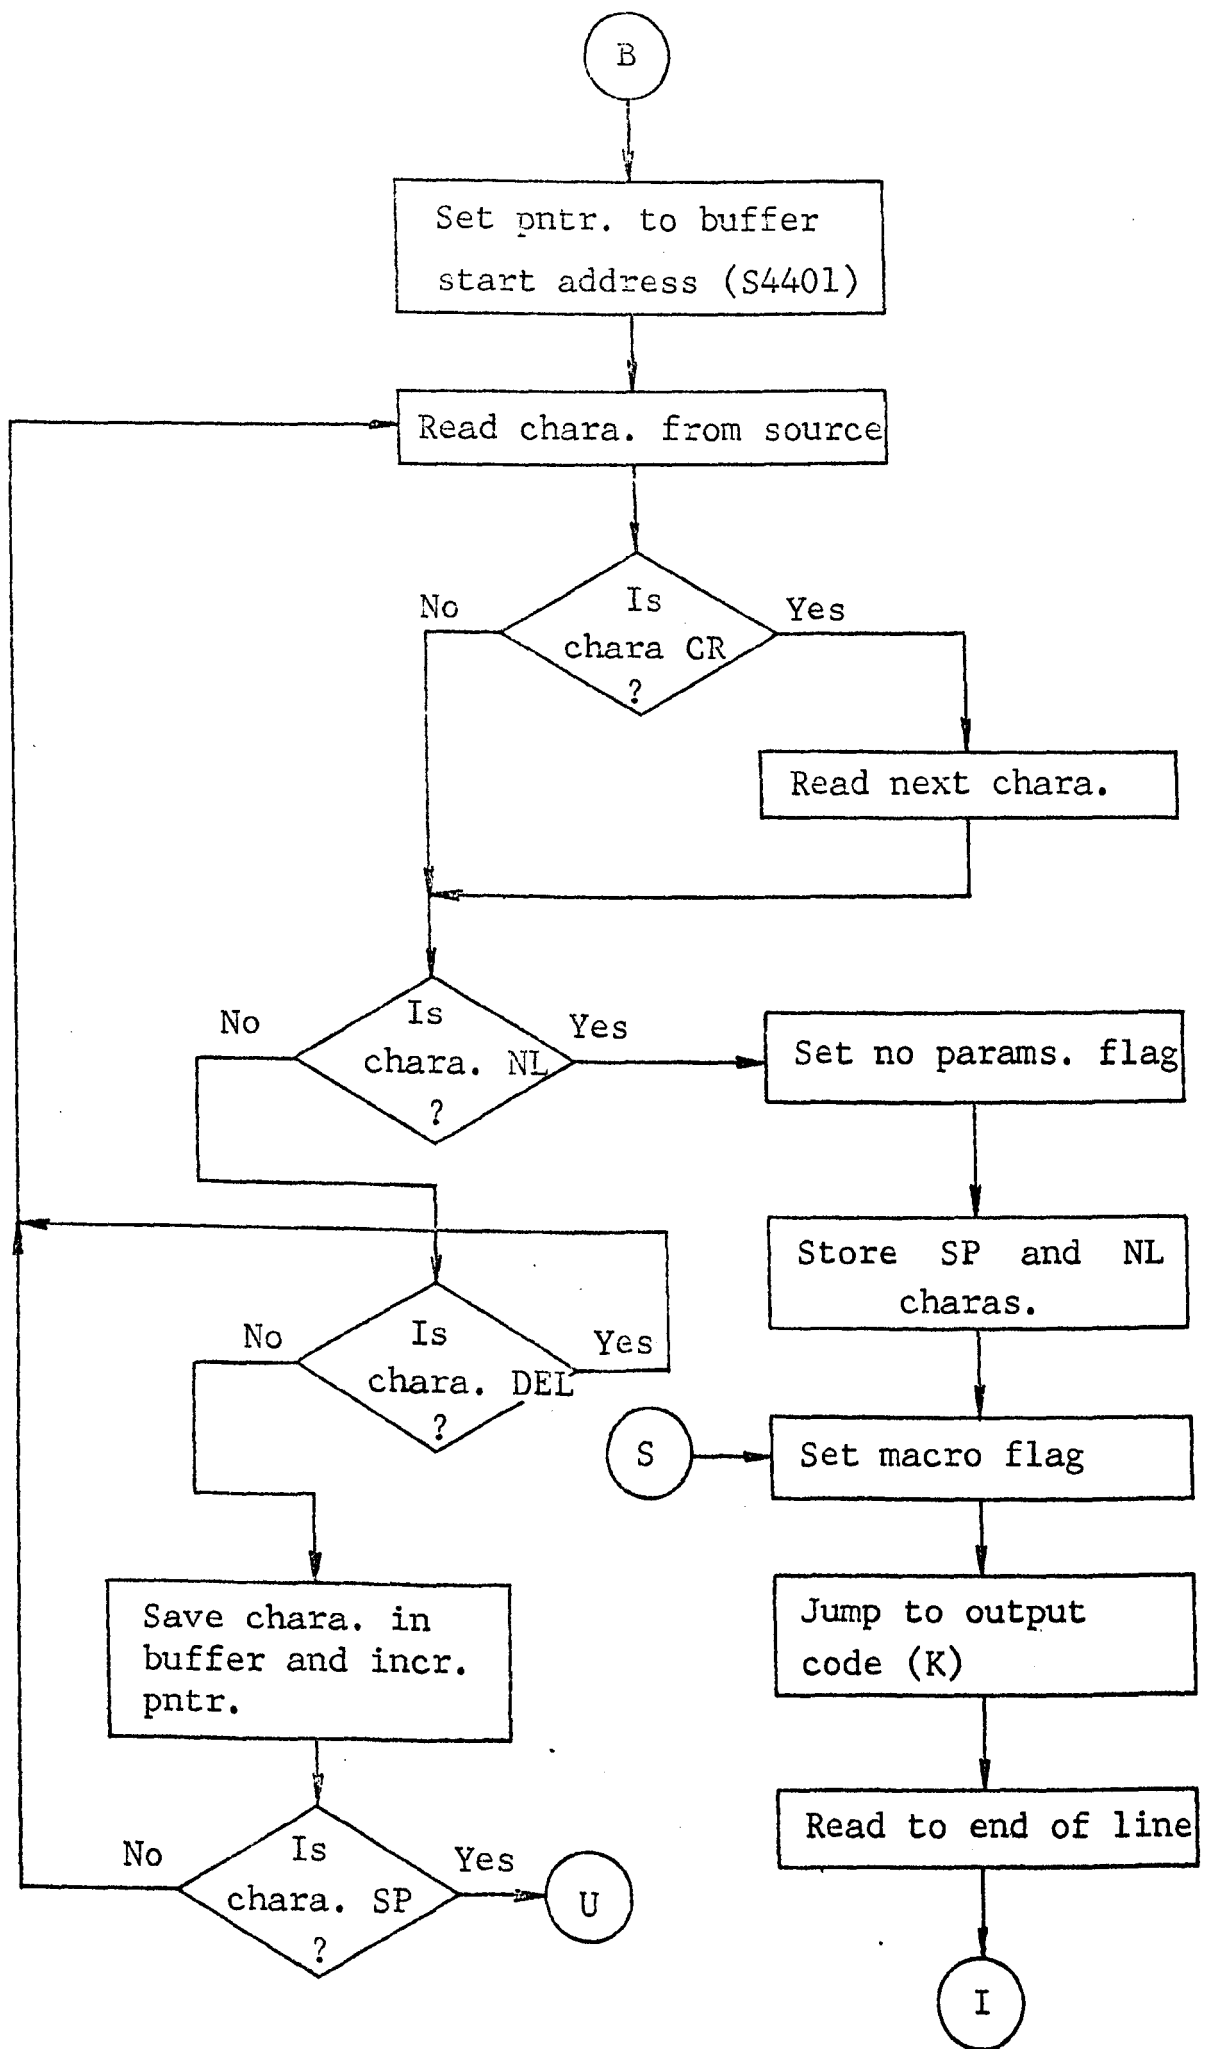 B
Set pntr. to buffer
start address (S4401)
Read chara. from source
No
Is
chara CR
?
Yes
Read next chara.
No
Is
chara. NL
?
Yes
Set no params. flag
Store SP and NL
charas.
No
Is
chara. DEL
?
Yes
S
Set macro flag
Jump to output
code (K)
Save chara. in
buffer and incr.
pntr.
Read to end of line
No
Is
chara. SP
?
Yes
U
I